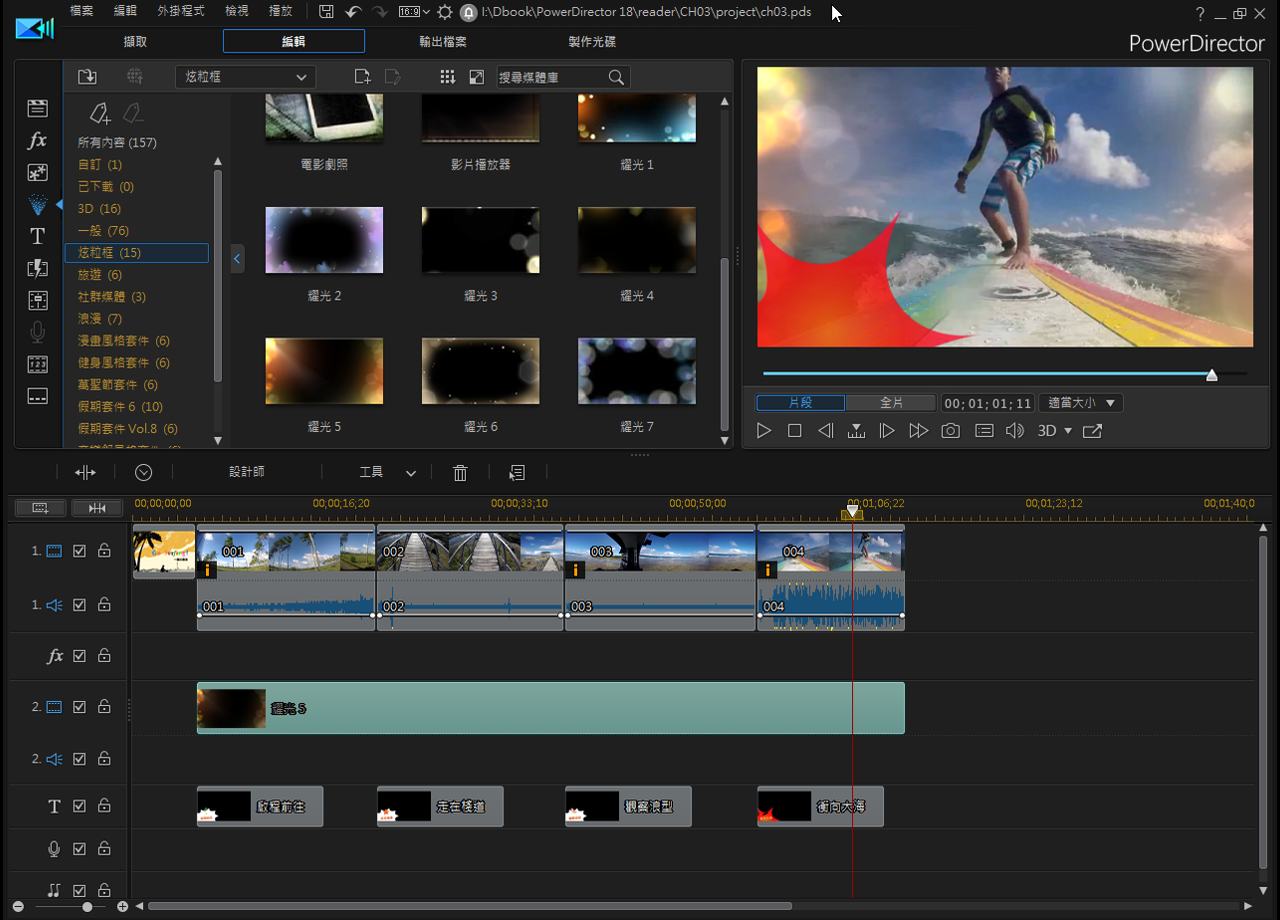 檔案 編輯 外掛程式 檢視 播放 16:9 I:\Dbook\PowerDirector 18\reader\CH03\project\ch03.pds ?
擷取 編輯 輸出檔案 製作光碟 PowerDirector
炫粒框 搜尋媒體庫
所有內容 (157)
自訂 (1)
已下載 (0)
3D (16)
一般 (76)
炫粒框 (15)
旅遊 (6)
社群媒體 (3)
浪漫 (7)
漫畫風格套件 (6)
健身風格套件 (6)
萬聖節套件 (6)
假期套件 6 (10)
假期套件 Vol.8 (6)
fx
T
電影劇照 影片播放器 耀光 1
耀光 2 耀光 3 耀光 4
耀光 5 耀光 6 耀光 7
片段 全片 00;01;01;11 適當大小
3D
設計師 工具
00;00;00;00 00;00;16;20 00;00;33;10 00;00;50;00 00;01;06;22 00;01;23;12 00;01;40;0
1. 001 002 003 004
1. 001 002 003 004
fx
2. 耀光 5
2.
T 啟程前往 走在棧道 觀察浪型 衝向大海